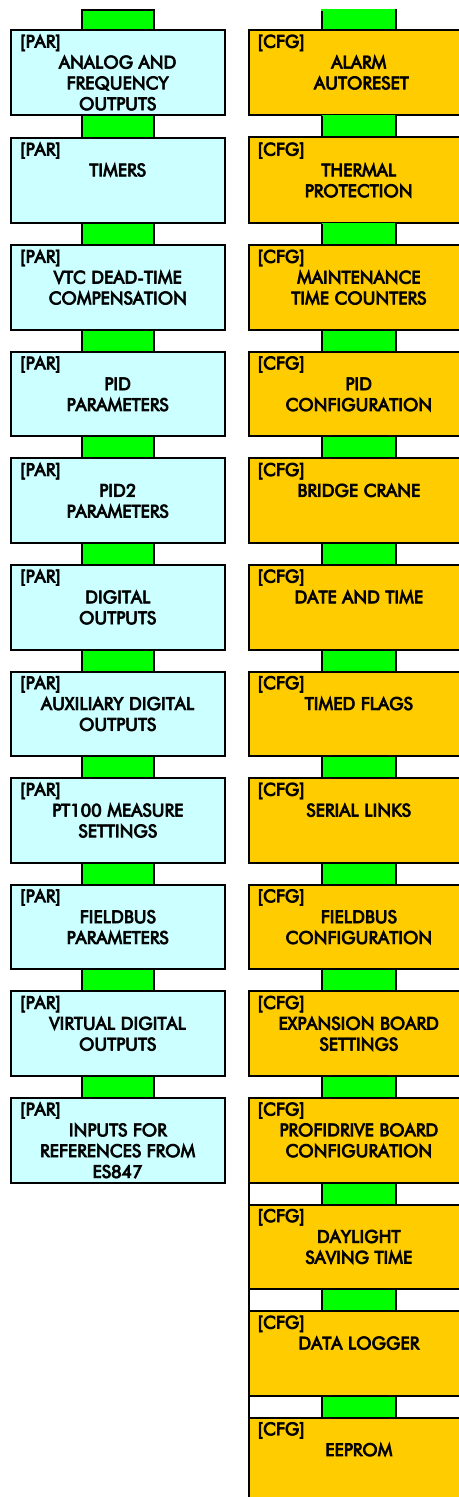 [PAR]
ANALOG AND
FREQUENCY
OUTPUTS
[PAR]
TIMERS
[PAR]
VTC DEAD-TIME
COMPENSATION
[PAR]
PID
PARAMETERS
[PAR]
PID2
PARAMETERS
[PAR]
DIGITAL
OUTPUTS
[PAR]
AUXILIARY DIGITAL
OUTPUTS
[PAR]
PT100 MEASURE
SETTINGS
[PAR]
FIELDBUS
PARAMETERS
[PAR]
VIRTUAL DIGITAL
OUTPUTS
[PAR]
INPUTS FOR
REFERENCES FROM
ES847
[CFG]
ALARM
AUTORESET
[CFG]
THERMAL
PROTECTION
[CFG]
MAINTENANCE
TIME COUNTERS
[CFG]
PID
CONFIGURATION
[CFG]
BRIDGE CRANE
[CFG]
DATE AND TIME
[CFG]
TIMED FLAGS
[CFG]
SERIAL LINKS
[CFG]
FIELDBUS
CONFIGURATION
[CFG]
EXPANSION BOARD
SETTINGS
[CFG]
PROFIDRIVE BOARD
CONFIGURATION
[CFG]
DAYLIGHT
SAVING TIME
[CFG]
DATA LOGGER
[CFG]
EEPROM